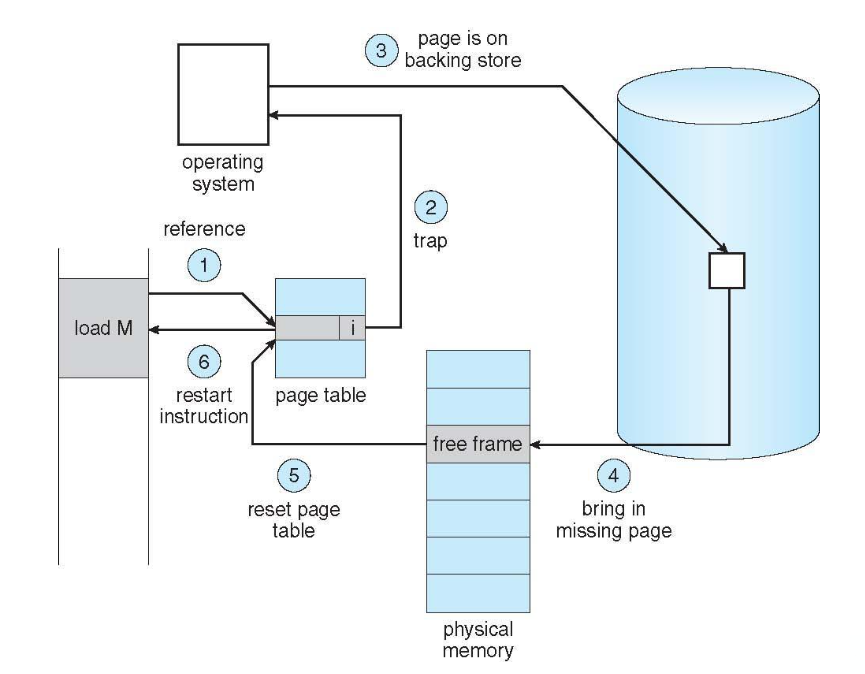 3
page is on
backing store
operating
system
2
trap
reference
1
load M
i
6
restart
instruction
page table
free frame
5
reset page
table
4
bring in
missing page
physical
memory